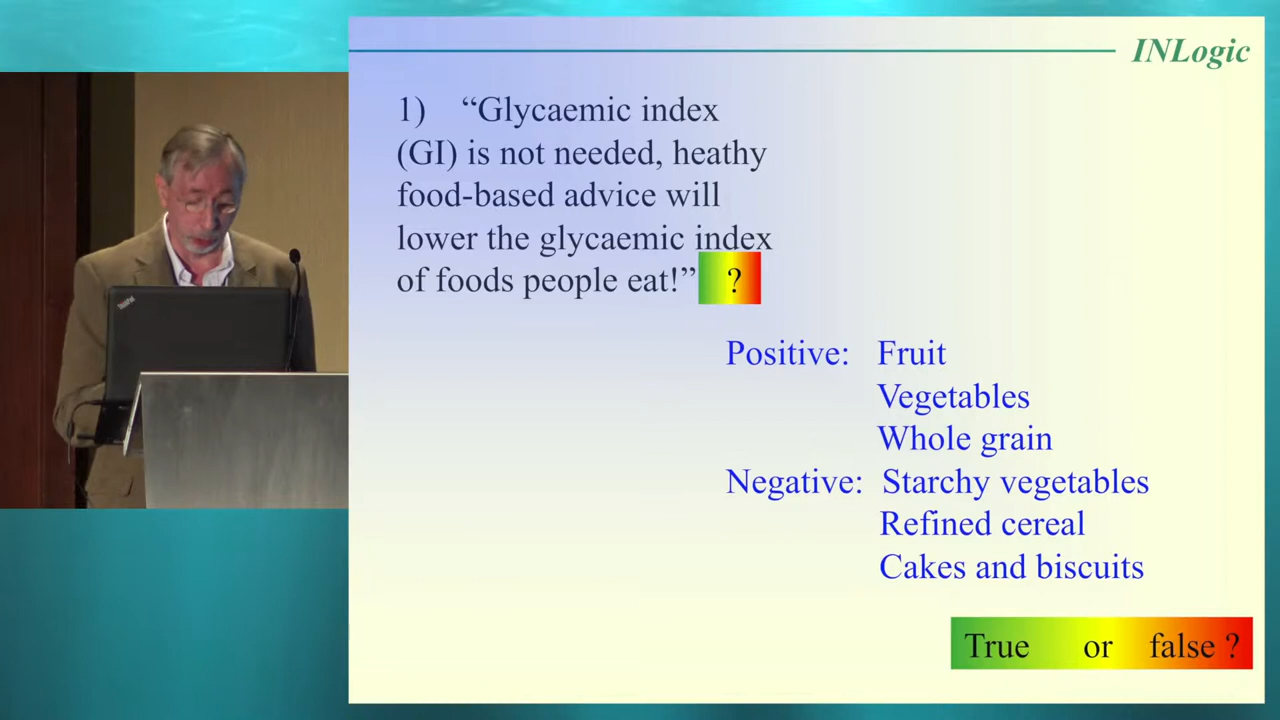 INLogic
1) “Glycaemic index
(GI) is not needed, heathy
food-based advice will
lower the glycaemic index
of foods people eat!” ?
Positive: Fruit
Vegetables
Whole grain
Negative: Starchy vegetables
Refined cereal
Cakes and biscuits
True or false ?
ThinkPad